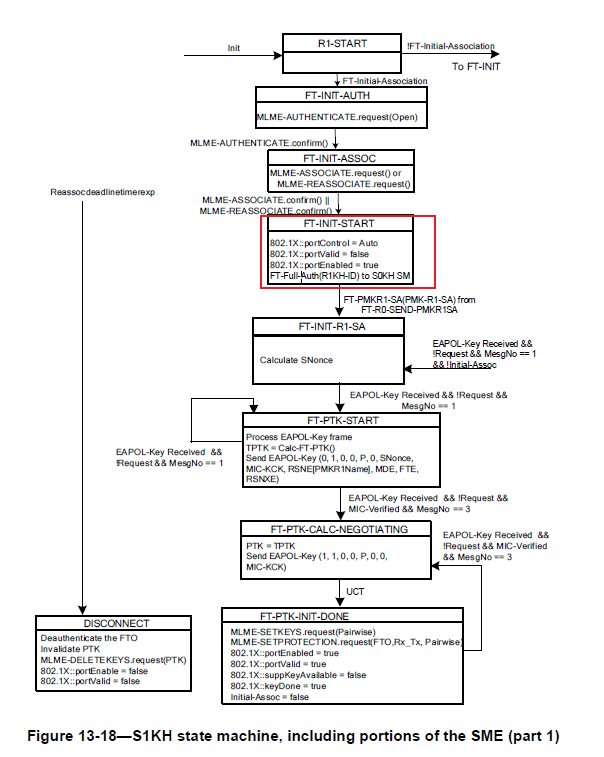 R1-START
Init
!FT-Initial-Association
To FT-INIT
FT-Initial-Association
FT-INIT-AUTH
MLME-AUTHENTICATE.request(Open)
MLME-AUTHENTICATE.confirm()
FT-INIT-ASSOC
MLME-ASSOCIATE.request() or
MLME-REASSOCIATE.request()
Reassocdeadlinetimerexp
MLME-ASSOCIATE.confirm() ||
MLME-REASSOCIATE.confirm()
FT-INIT-START
802.1X::portControl = Auto
802.1X::portValid = false
802.1X::portEnabled = true
FT-Full-Auth(R1KH-ID) to S0KH SM
FT-PMKR1-SA(PMK-R1-SA) from
FT-R0-SEND-PMKR1SA
FT-INIT-R1-SA
Calculate SNonce
EAPOL-Key Received &&
!Request && MesgNo == 1
&& !Initial-Assoc
EAPOL-Key Received && !Request &&
MesgNo == 1
FT-PTK-START
Process EAPOL-Key frame
TPTK = Calc-FT-PTK()
Send EAPOL-Key (0, 1, 0, 0, P, 0, SNonce,
MIC-KCK, RSNE[PMKR1Name], MDE, FTE,
RSNXE)
EAPOL-Key Received &&
!Request && MesgNo == 1
EAPOL-Key Received && !Request &&
MIC-Verified && MesgNo == 3
FT-PTK-CALC-NEGOTIATING
PTK = TPTK
Send EAPOL-Key (1, 1, 0, 0, P, 0, 0,
MIC-KCK)
EAPOL-Key Received &&
!Request && MIC-Verified
&& MesgNo == 3
UCT
DISCONNECT
Deauthenticate the FTO
Invalidate PTK
MLME-DELETEKEYS.request(PTK)
802.1X::portEnable = false
802.1X::portValid = false
FT-PTK-INIT-DONE
MLME-SETKEYS.request(Pairwise)
MLME-SETPROTECTION.request(FTO,Rx_Tx, Pairwise)
802.1X::portEnabled = true
802.1X::portValid = true
802.1X::suppKeyAvailable = false
802.1X::keyDone = true
Initial-Assoc = false
Figure 13-18—S1KH state machine, including portions of the SME (part 1)